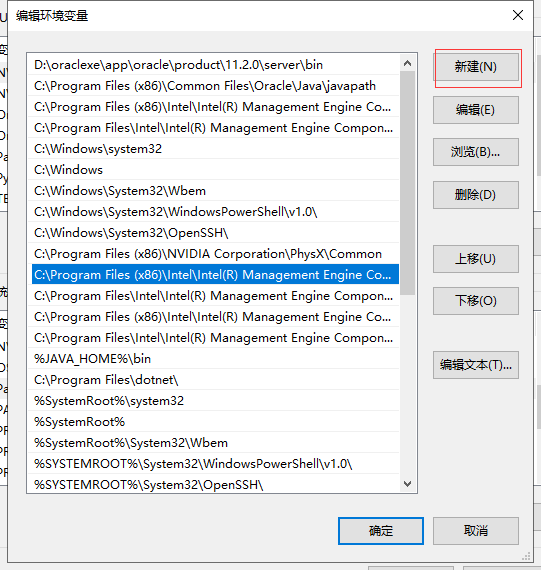 编辑环境变量
D:\oraclexe\app\oracle\product\11.2.0\server\bin
C:\Program Files (x86)\Common Files\Oracle\Java\javapath
C:\Program Files (x86)\Intel\Intel(R) Management Engine Co...
C:\Program Files\Intel\Intel(R) Management Engine Compon...
C:\Windows\system32
C:\Windows
C:\Windows\System32\Wbem
C:\Windows\System32\WindowsPowerShell\v1.0\
C:\Windows\System32\OpenSSH\
C:\Program Files (x86)\NVIDIA Corporation\PhysX\Common
C:\Program Files (x86)\Intel\Intel(R) Management Engine Co...
C:\Program Files\Intel\Intel(R) Management Engine Compon...
C:\Program Files (x86)\Intel\Intel(R) Management Engine Co...
C:\Program Files\Intel\Intel(R) Management Engine Compon...
%JAVA_HOME%\bin
C:\Program Files\dotnet\
%SystemRoot%\system32
%SystemRoot%
%SystemRoot%\System32\Wbem
%SYSTEMROOT%\System32\WindowsPowerShell\v1.0\
%SYSTEMROOT%\System32\OpenSSH\
新建(N)
编辑(E)
浏览(B)...
删除(D)
上移(U)
下移(O)
编辑文本(T)...
确定
取消